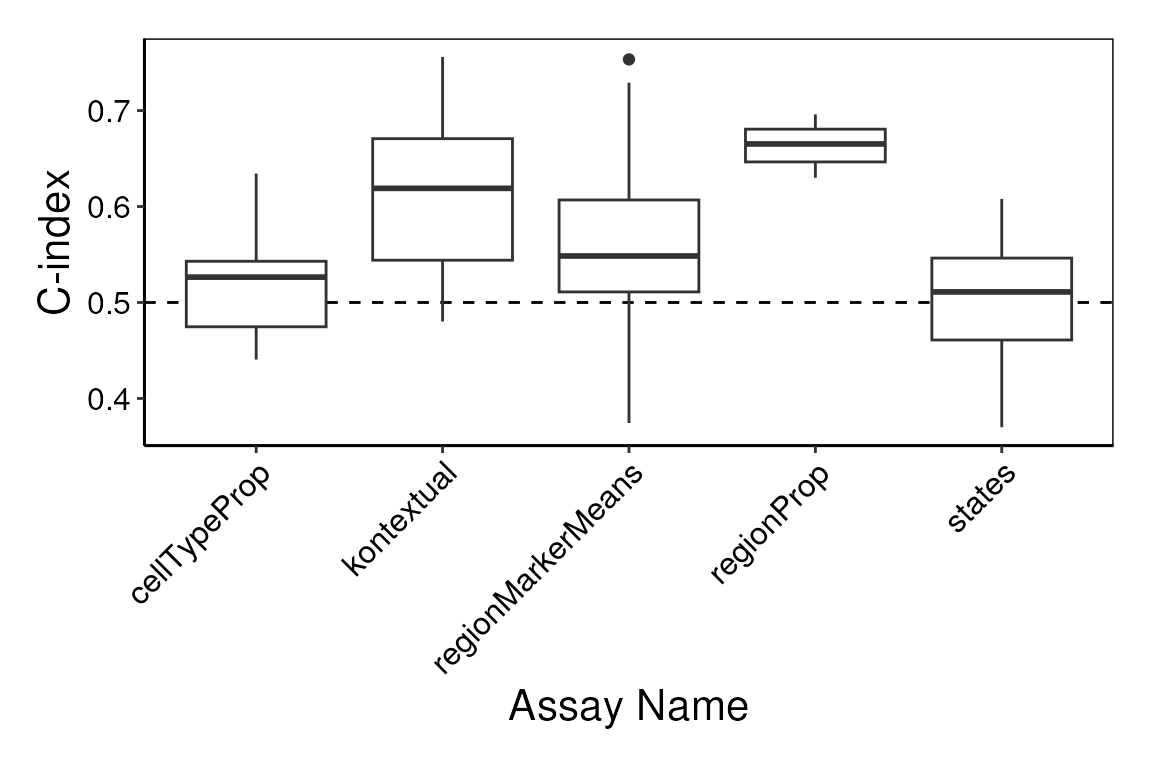 C-index
0.7
0.6
0.5
0.4
cellTypeProp
kontextual
regionMarkerMeans
regionProp
states
Assay Name